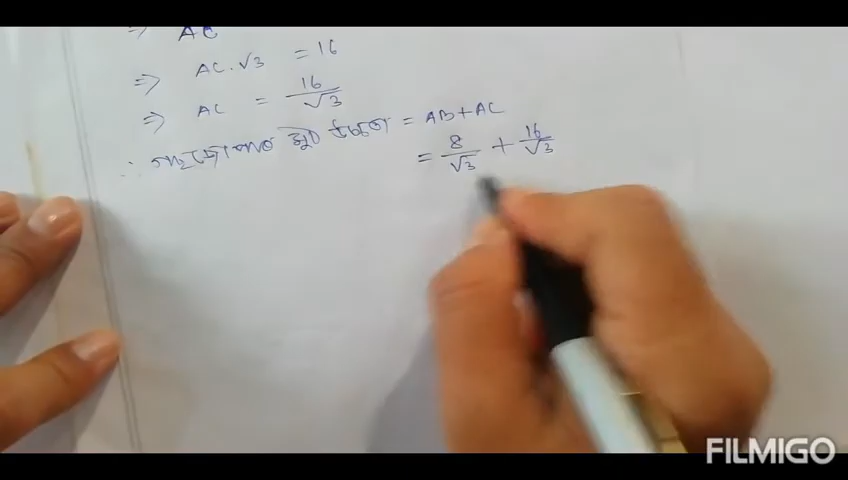 ⇒ AC
⇒ AC.√3 = 16
⇒ AC = 16/√3
∴ = AB + AC
= 8/√3 + 16/√3
FILMIGO